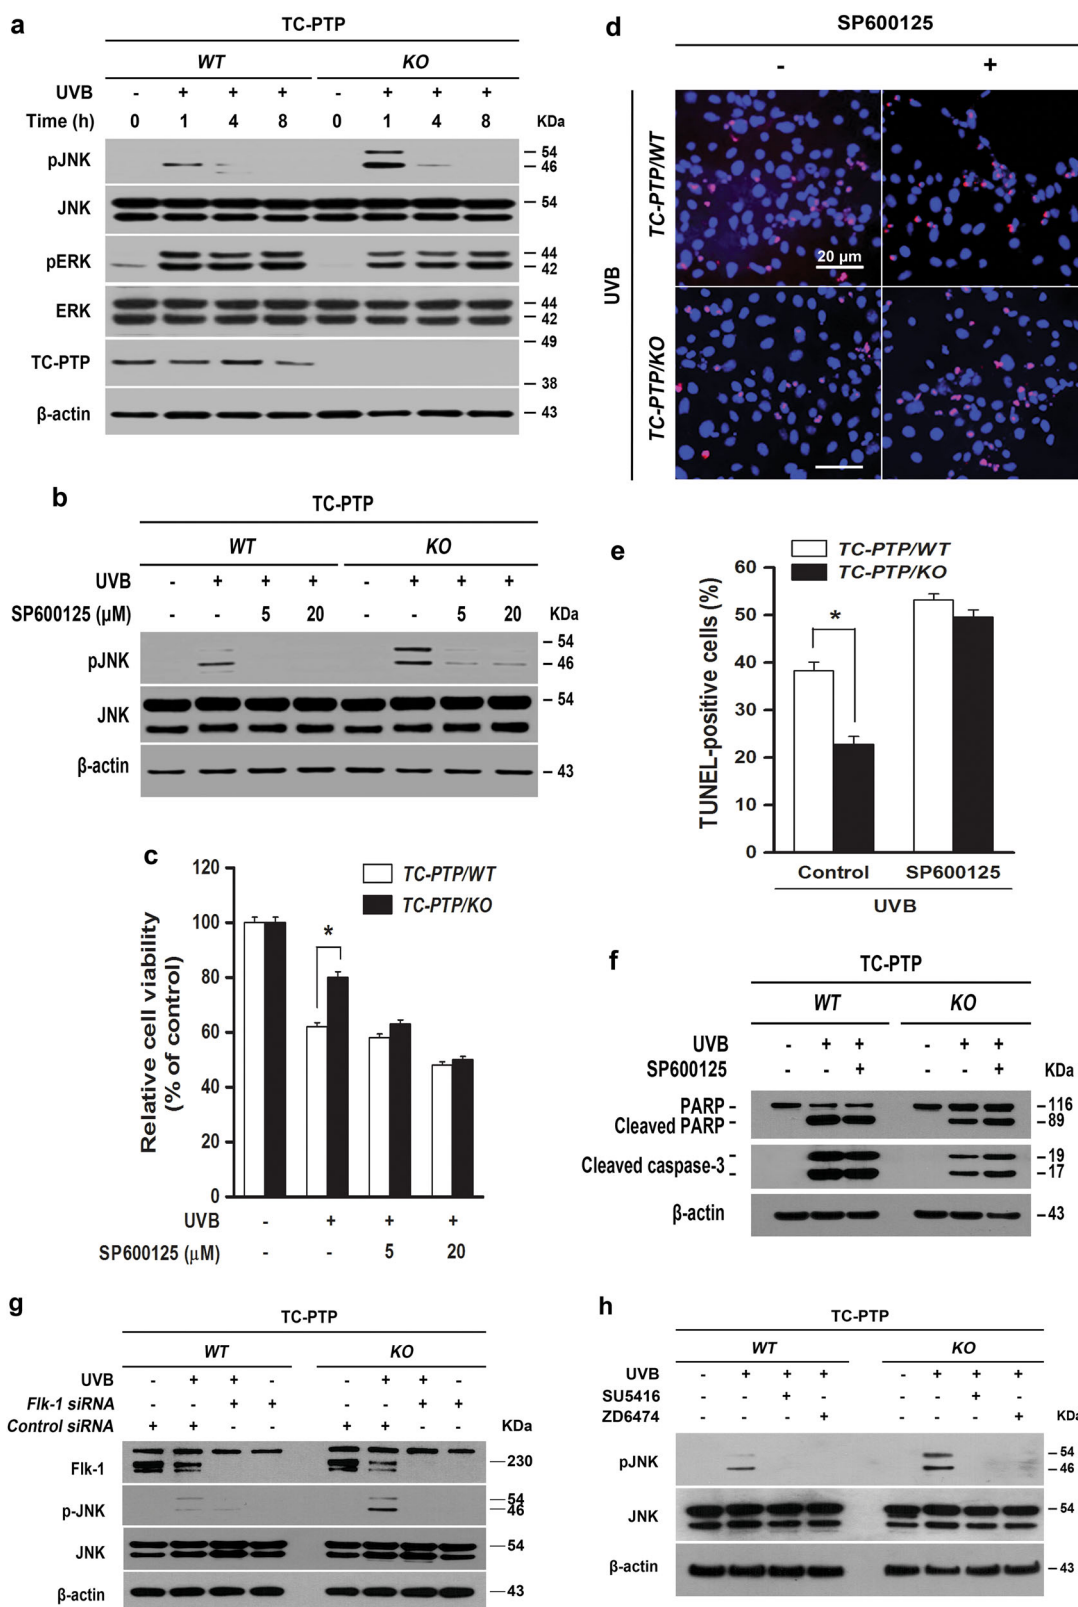 a
TC-PTP
WT KO
UVB - + + + - + + +
Time (h) 0 1 4 8 0 1 4 8 KDa
pJNK 54
46
JNK 54
pERK 44
42
ERK 44
42
TC-PTP 49
38
β-actin 43
b
TC-PTP
WT KO
UVB - + + + - + + +
SP600125 (µM) - - 5 20 - - 5 20 KDa
pJNK 54
46
JNK 54
β-actin 43
c
TC-PTP/WT
TC-PTP/KO
Relative cell viability
(% of control)
120
100
80
60
40
20
0
*
UVB - + + +
SP600125 (µM) - - 5 20
d
SP600125
- +
UVB
TC-PTP/WT
20 µm
TC-PTP/KO
e
TC-PTP/WT
TC-PTP/KO
TUNEL-positive cells (%)
60
50
40
30
20
10
0
*
Control SP600125
UVB
f
TC-PTP
WT KO
UVB - + + - + +
SP600125 - - + - - + KDa
PARP 116
Cleaved PARP 89
Cleaved caspase-3 19
17
β-actin 43
g
TC-PTP
WT KO
UVB - + + - - + + -
Flk-1 siRNA - - + + - - + +
Control siRNA + + - - + + - - KDa
Flk-1 230
p-JNK 54
46
JNK 54
β-actin 43
h
TC-PTP
WT KO
UVB - + + + - + + +
SU5416 - - + - - - + -
ZD6474 - - - + - - - + KDa
pJNK 54
46
JNK 54
β-actin 43